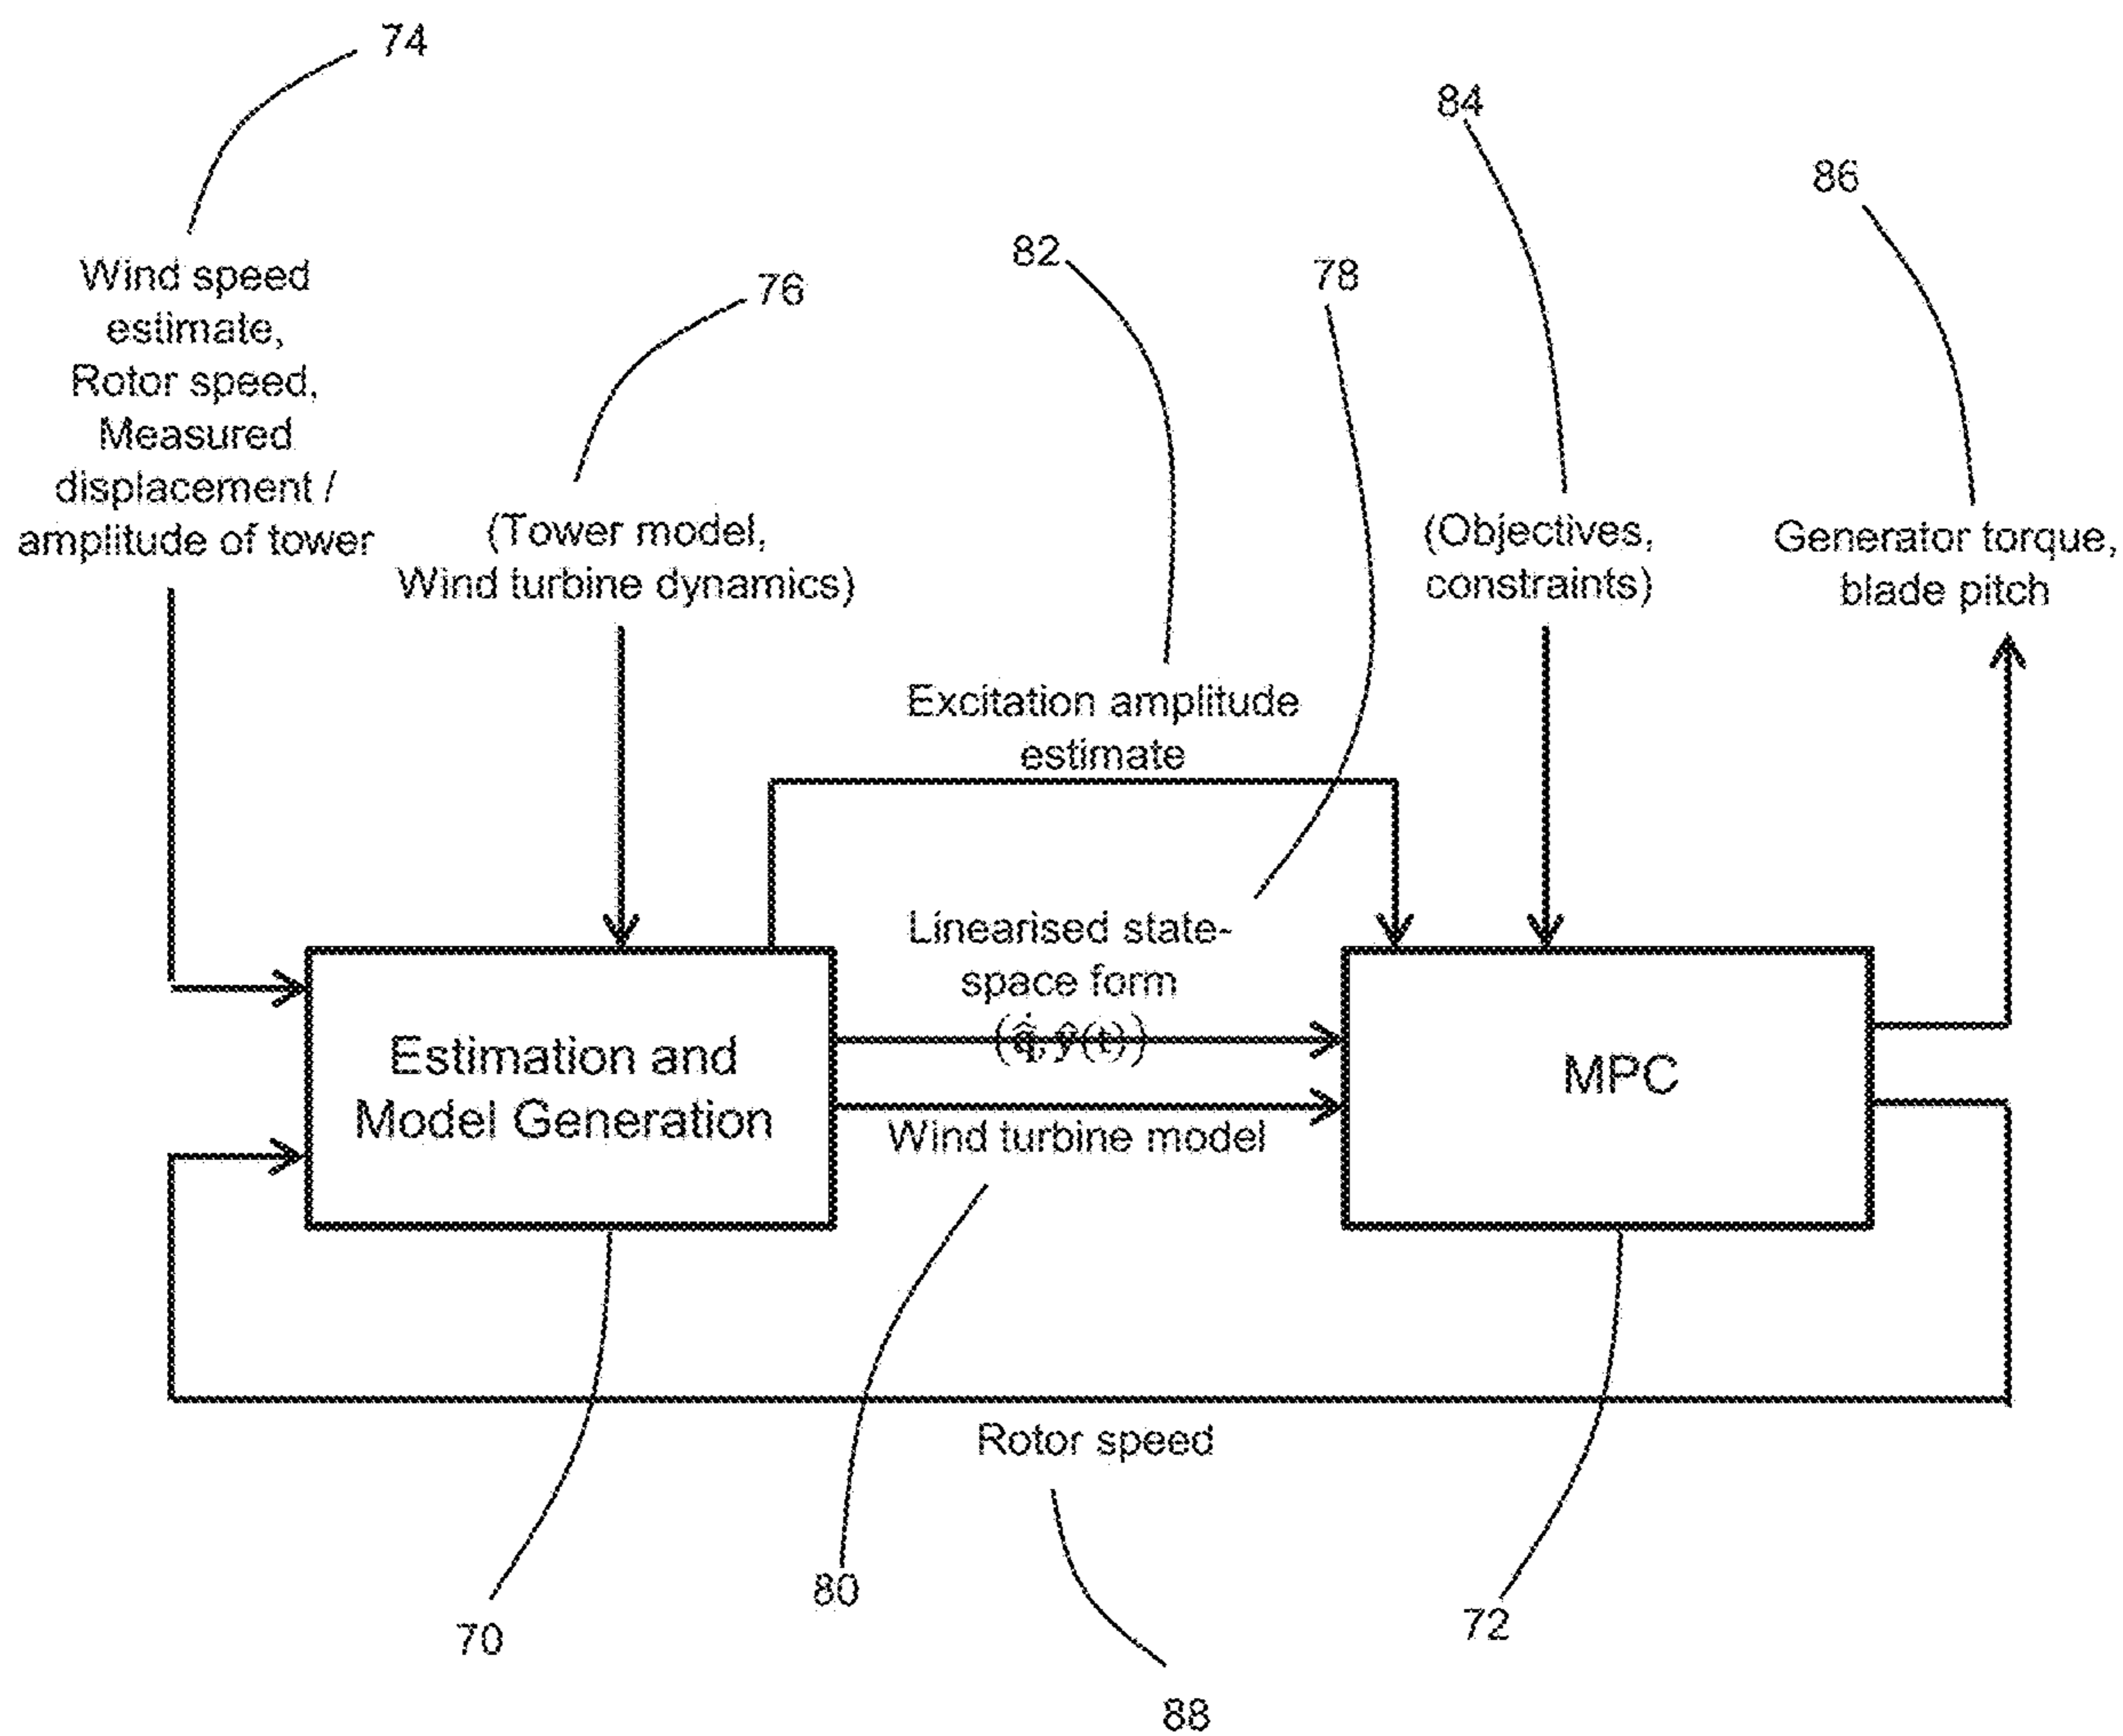 74
84
86
82
78
76
Wind speed
estimate,
Rotor speed,
Measured
displacement /
amplitude of tower
(Tower model,
Wind turbine dynamics)
(Objectives,
constraints)
Generator torque,
blade pitch
Excitation amplitude
estimate
Linearised state-
space form
(q̇̂, ŷ(t))
Estimation and
Model Generation
MPC
Wind turbine model
Rotor speed
80
70
72
88